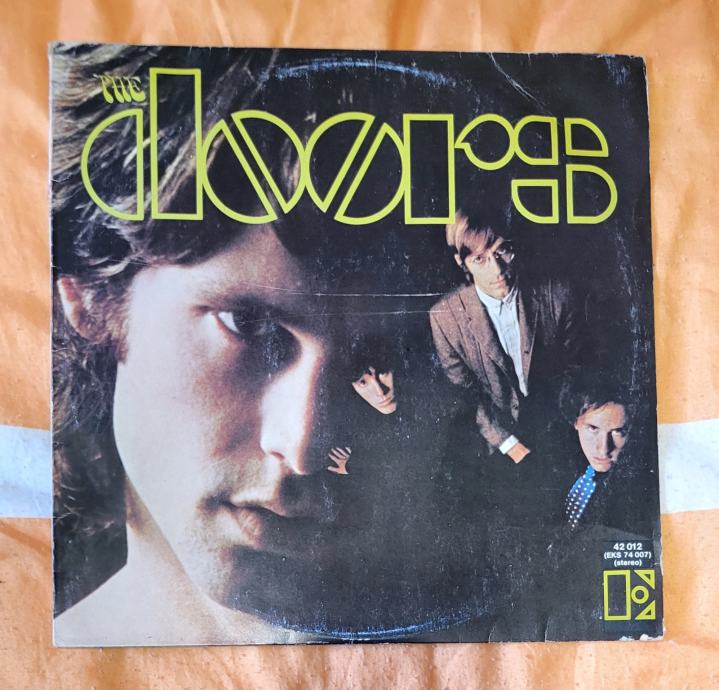 THE
doors
42 012
(EKS 74 007)
(stereo)
E